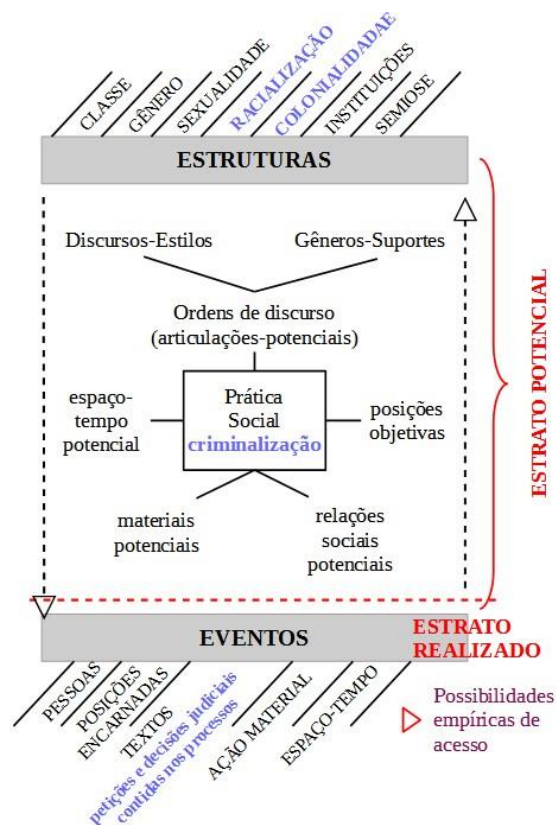 CLASSE
GÊNERO
SEXUALIDADE
RACIALIZAÇÃO
COLONIALIDADAE
INSTITUIÇÕES
SEMIOSE
ESTRUTURAS
Discursos-Estilos
Gêneros-Suportes
Ordens de discurso
(articulações-potenciais)
espaço-
tempo
potencial
Prática
Social
criminalização
posições
objetivas
materiais
potenciais
relações
sociais
potenciais
ESTRATO POTENCIAL
EVENTOS
ESTRATO
REALIZADO
PESSOAS
POSIÇÕES
ENCARNADAS
TEXTOS
petições e decisões judiciais
contidas nos processos
AÇÃO MATERIAL
ESPAÇO-TEMPO
Possibilidades
empíricas de
acesso